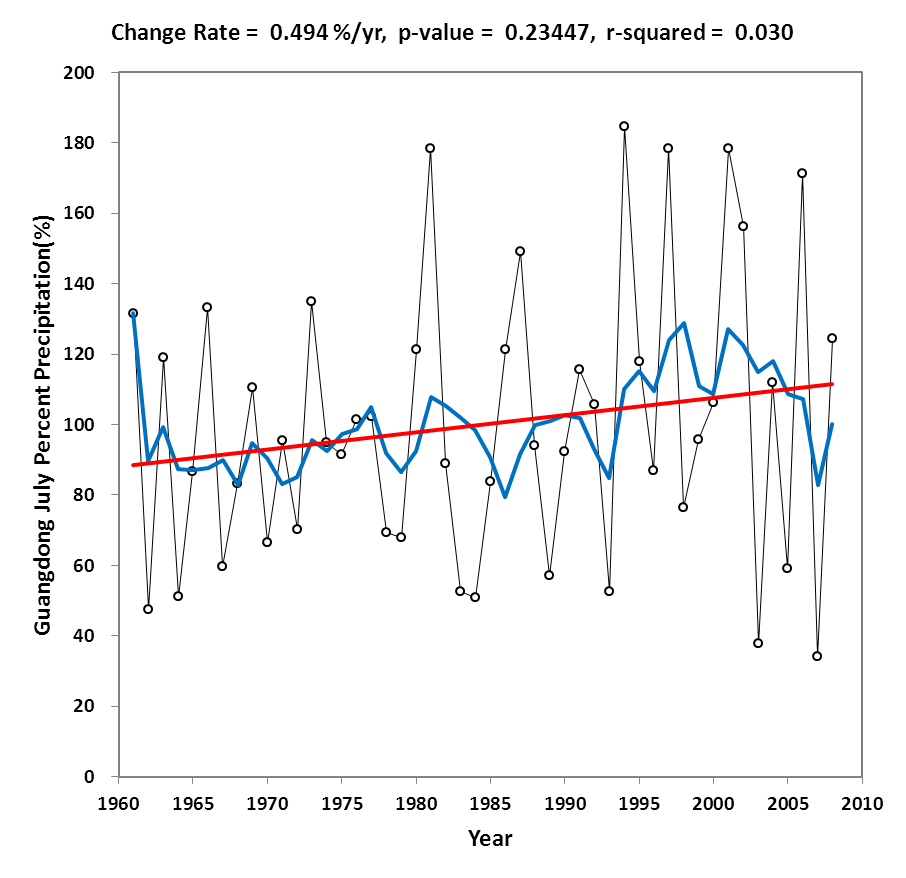 Change Rate = 0.494 %/yr, p-value = 0.23447, r-squared = 0.030
Guangdong July Percent Precipitation(%)
200
180
160
140
120
100
80
60
40
20
0
1960 1965 1970 1975 1980 1985 1990 1995 2000 2005 2010
Year